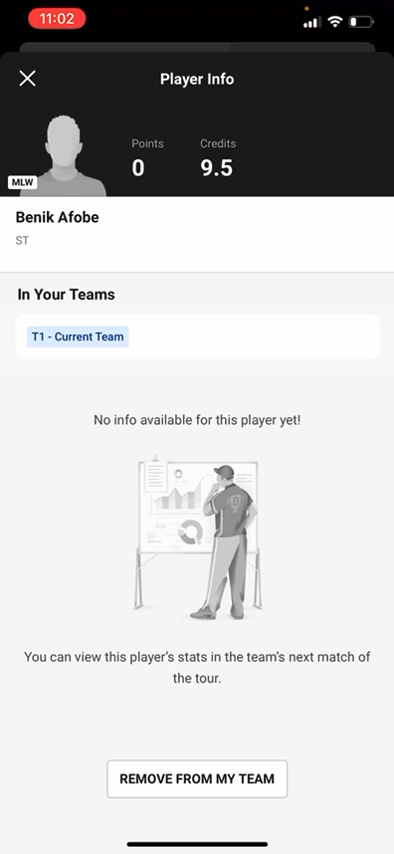 11:02
Player Info
Points
Credits
0
9.5
MLW
Benik Afobe
ST
In Your Teams
T1 - Current Team
No info available for this player yet!
You can view this player's stats in the team's next match of
the tour.
REMOVE FROM MY TEAM